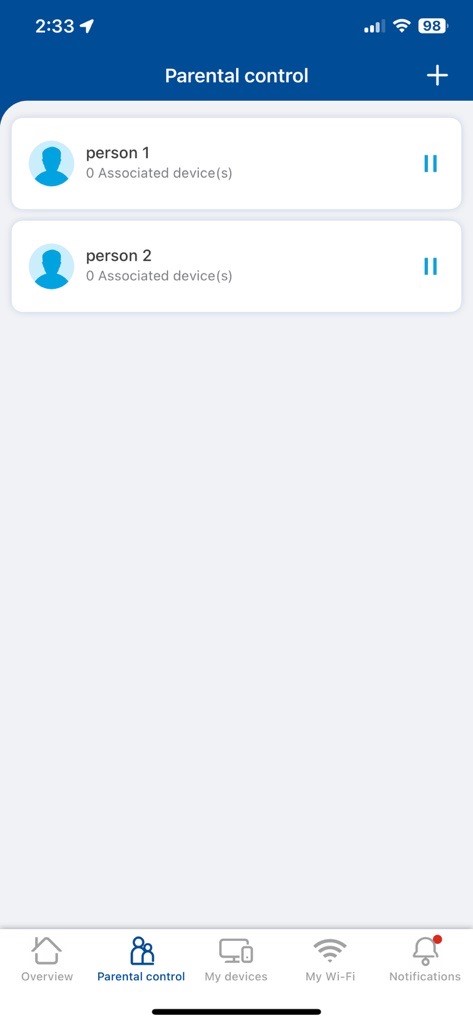 2:33
98
Parental control
person 1
0 Associated device(s)
person 2
0 Associated device(s)
Overview
Parental control
My devices
My Wi-Fi
Notifications